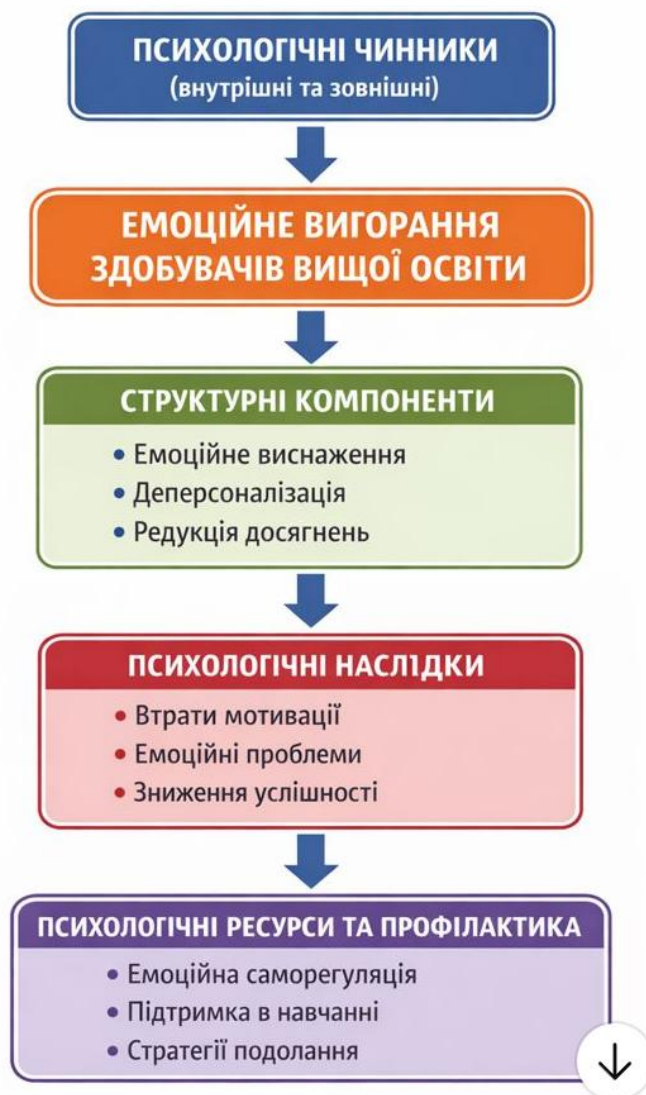 ПСИХОЛОГІЧНІ ЧИННИКИ
(внутрішні та зовнішні)
ЕМОЦІЙНЕ ВИГОРАННЯ
ЗДОБУВАЧІВ ВИЩОЇ ОСВІТИ
СТРУКТУРНІ КОМПОНЕНТИ
• Емоційне виснаження
• Деперсоналізація
• Редукція досягнень
ПСИХОЛОГІЧНІ НАСЛІДКИ
• Втрати мотивації
• Емоційні проблеми
• Зниження успішності
ПСИХОЛОГІЧНІ РЕСУРСИ ТА ПРОФІЛАКТИКА
• Емоційна саморегуляція
• Підтримка в навчанні
• Стратегії подолання